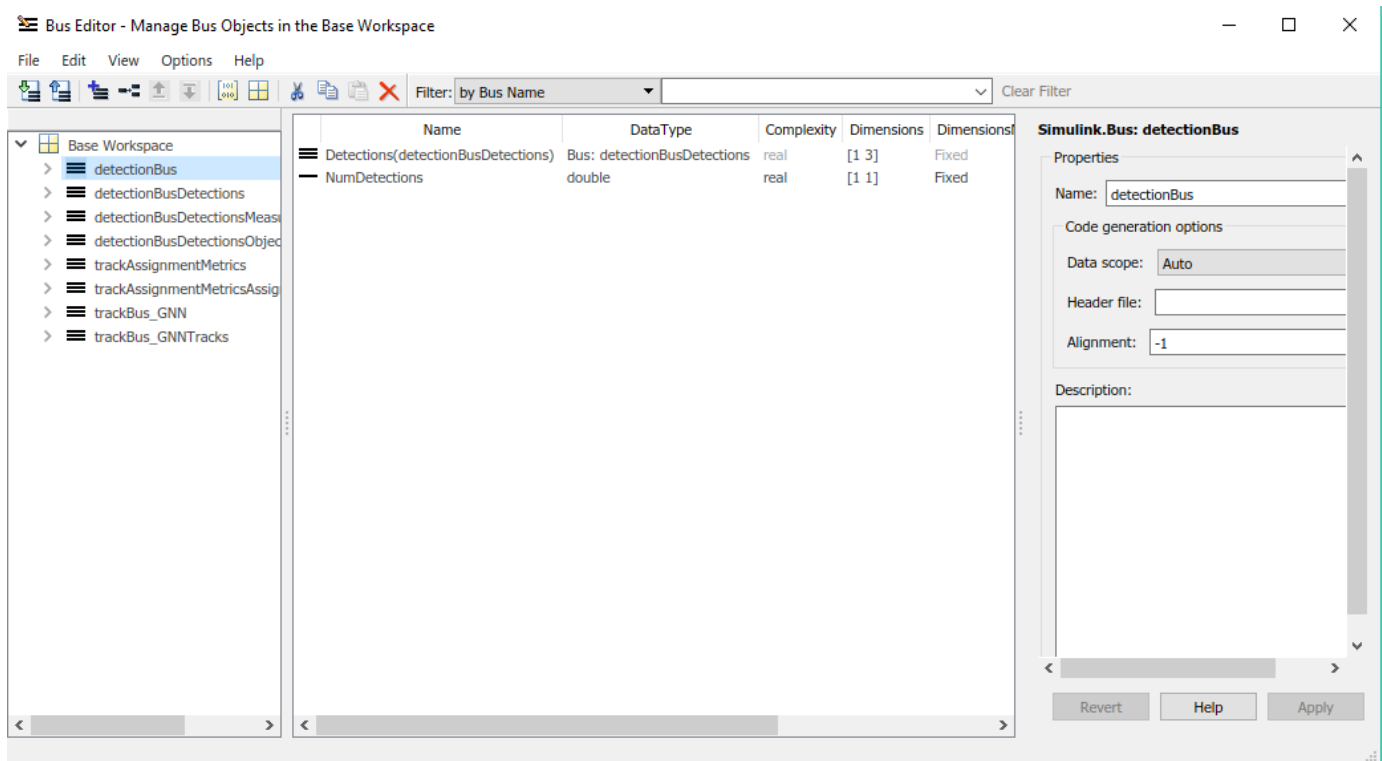 Bus Editor - Manage Bus Objects in the Base Workspace
File Edit View Options Help
Filter: by Bus Name Clear Filter
Base Workspace
detectionBus
detectionBusDetections
detectionBusDetectionsMeasu
detectionBusDetectionsObjec
trackAssignmentMetrics
trackAssignmentMetricsAssig
trackBus_GNN
trackBus_GNNTracks
Name DataType Complexity Dimensions DimensionsM
Detections(detectionBusDetections) Bus: detectionBusDetections real [1 3] Fixed
NumDetections double real [1 1] Fixed
Simulink.Bus: detectionBus
Properties
Name: detectionBus
Code generation options
Data scope: Auto
Header file:
Alignment: -1
Description:
Revert Help Apply